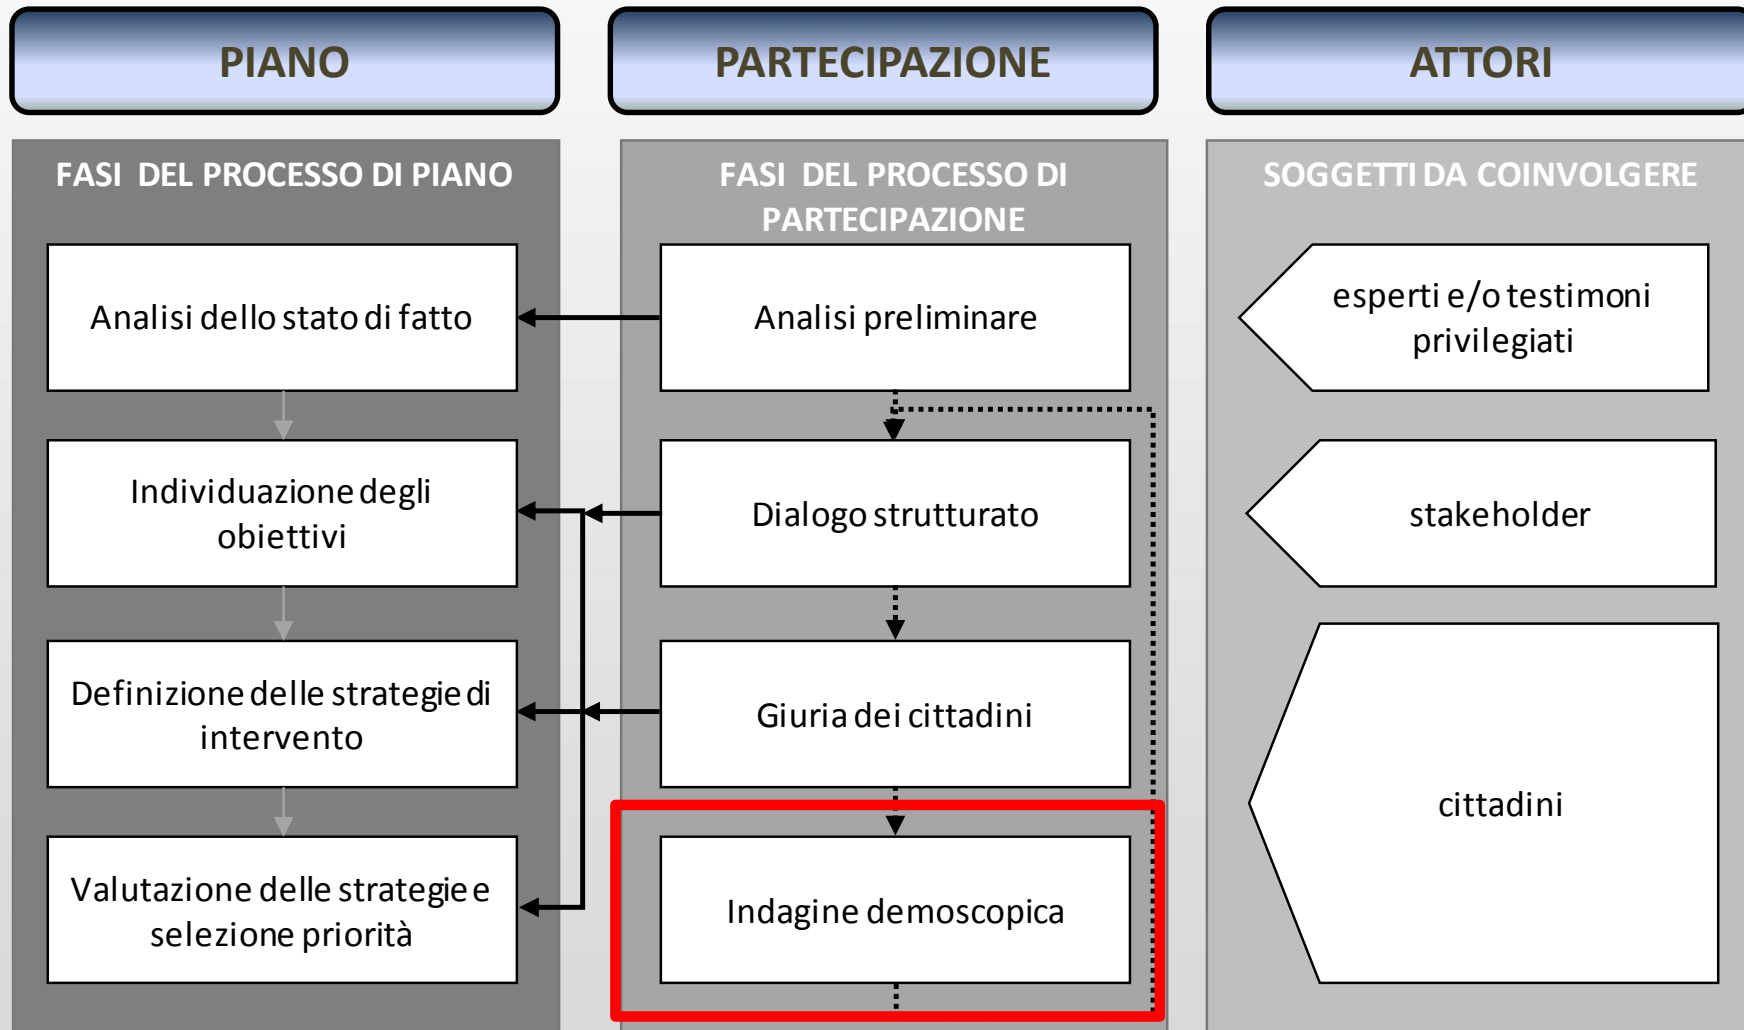 PIANO
PARTECIPAZIONE
ATTORI
FASI DEL PROCESSO DI PIANO
Analisi dello stato di fatto
Individuazione degli
obiettivi
Definizione delle strategie di
intervento
Valutazione delle strategie e
selezione priorità
FASI DEL PROCESSO DI
PARTECIPAZIONE
Analisi preliminare
Dialogo strutturato
Giuria dei cittadini
Indagine demoscopica
SOGGETTI DA COINVOLGERE
esperti e/o testimoni
privilegiati
stakeholder
cittadini